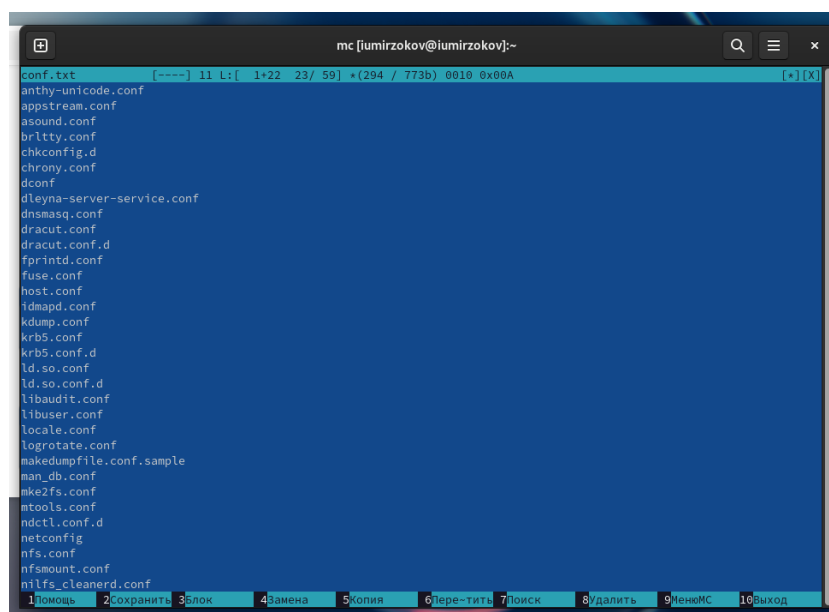 mc [iumirzokov@iumirzokov]:~
conf.txt [----] 11 L:[ 1+22 23/ 59] *(294 / 773b) 0010 0x00A [*][X]
anthy-unicode.conf
appstream.conf
asound.conf
brltty.conf
chkconfig.d
chrony.conf
dconf
dleyna-server-service.conf
dnsmasq.conf
dracut.conf
dracut.conf.d
fprintd.conf
fuse.conf
host.conf
idmapd.conf
kdump.conf
krb5.conf
krb5.conf.d
ld.so.conf
ld.so.conf.d
libaudit.conf
libuser.conf
locale.conf
logrotate.conf
makedumpfile.conf.sample
man_db.conf
mke2fs.conf
mtools.conf
ndctl.conf.d
netconfig
nfs.conf
nfsmount.conf
nilfs_cleanerd.conf
1Помощь 2Сохранить 3Блок 4Замена 5Копия 6Пере~тить 7Поиск 8Удалить 9МенюMC 10Выход